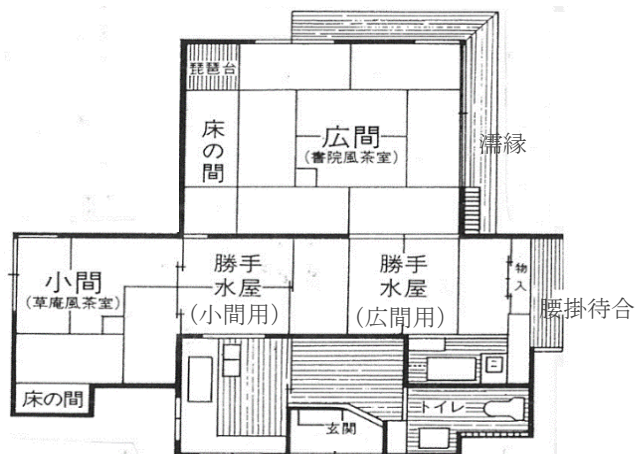 琵琶台
床の間
広間
(書院風茶室)
濡縁
小間
(草庵風茶室)
勝手
水屋
(小間用)
勝手
水屋
(広間用)
物入
腰掛待合
床の間
玄関
トイレ